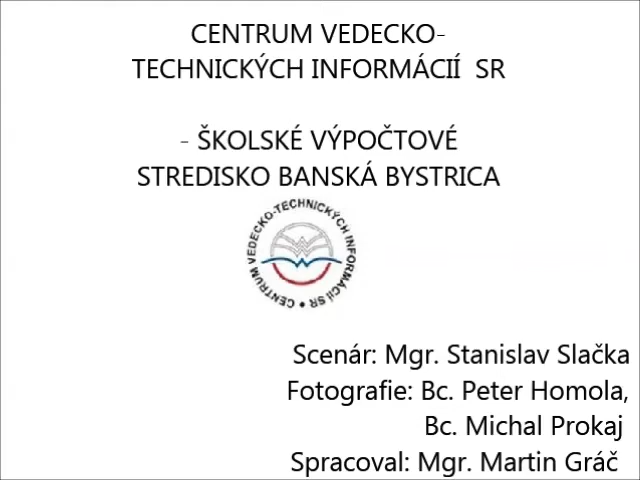 CENTRUM VEDECKO-
TECHNICKÝCH INFORMÁCIÍ SR
- ŠKOLSKÉ VÝPOČTOVÉ
STREDISKO BANSKÁ BYSTRICA
CENTRUM VEDECKO-TECHNICKÝCH INFORMÁCIÍ SR •
Scenár: Mgr. Stanislav Slačka
Fotografie: Bc. Peter Homola,
Bc. Michal Prokaj
Spracoval: Mgr. Martin Gráč